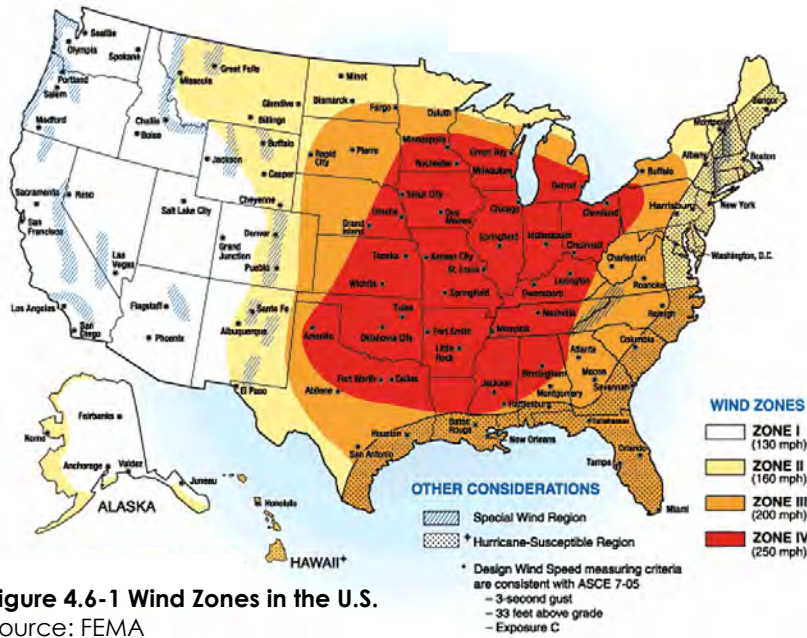 Seattle
Olympia
Spokane
Portland
Salem
Medford
Missoula
Great Falls
Minot
Glendive
Bismarck
Fargo
Duluth
Billings
Challis
Boise
Jackson
Buffalo
Casper
Rapid City
Pierre
Minneapolis
Rochester
Green Bay
Milwaukee
Montpelier
Bangor
Albany
Boston
Buffalo
Detroit
New York
Sacramento
Reno
San Francisco
Salt Lake City
Cheyenne
Grand Island
Omaha
Sioux City
Des Moines
Chicago
Cleveland
Harrisburg
Washington, D.C.
Las Vegas
Grand Junction
Denver
Pueblo
Topeka
Kansas City
St. Louis
Springfield
Indianapolis
Cincinnati
Charleston
Roanoke
Los Angeles
San Diego
Flagstaff
Phoenix
Santa Fe
Albuquerque
El Paso
Wichita
Springfield
Owensboro
Lexington
Nashville
Raleigh
Amarillo
Tulsa
Oklahoma City
Fort Smith
Little Rock
Memphis
Atlanta
Columbia
Macon
Savannah
Birmingham
Montgomery
Abilene
Fort Worth
Dallas
Jackson
Hattiesburg
Tallahassee
San Antonio
Houston
Baton Rouge
New Orleans
Orlando
Tampa
Miami
Fairbanks
Nome
Anchorage
Valdez
Juneau
ALASKA
Honolulu
HAWAII+
OTHER CONSIDERATIONS
Special Wind Region
+ Hurricane-Susceptible Region
* Design Wind Speed measuring criteria
are consistent with ASCE 7-05
– 3-second gust
– 33 feet above grade
– Exposure C
WIND ZONES
ZONE I
(130 mph)
ZONE II
(160 mph)
ZONE III
(200 mph)
ZONE IV
(250 mph)
igure 4.6-1 Wind Zones in the U.S.
ource: FEMA